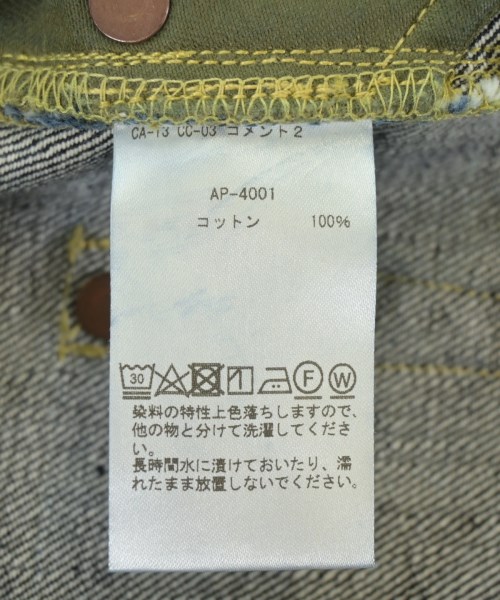 CA-13 CC-03 コメント2
AP-4001
コットン 100%
30 F W
染料の特性上色落ちしますので、
他の物と分けて洗濯してくださ
い。
長時間水に漬けておいたり、濡
れたまま放置しないでください。